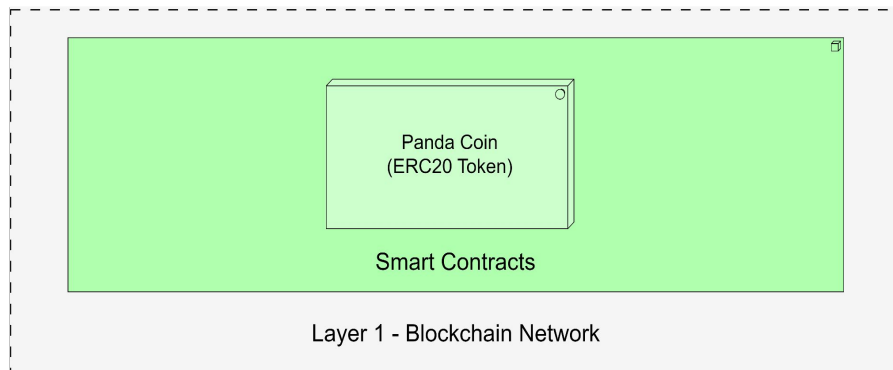 Panda Coin
(ERC20 Token)
Smart Contracts
Layer 1 - Blockchain Network